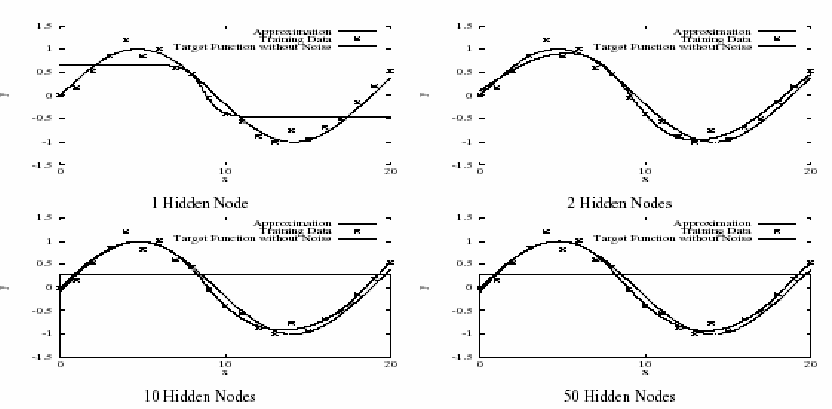 1.5
1
0.5
0
-0.5
-1
-1.5
0
10
20
x
Approximation
Training Data
Target Function without Noise
1 Hidden Node
1.5
1
0.5
0
-0.5
-1
-1.5
0
10
20
x
Approximation
Training Data
Target Function without Noise
2 Hidden Nodes
1.5
1
0.5
0
-0.5
-1
-1.5
0
10
20
x
Approximation
Training Data
Target Function without Noise
10 Hidden Nodes
1.5
1
0.5
0
-0.5
-1
-1.5
0
10
20
x
Approximation
Training Data
Target Function without Noise
50 Hidden Nodes